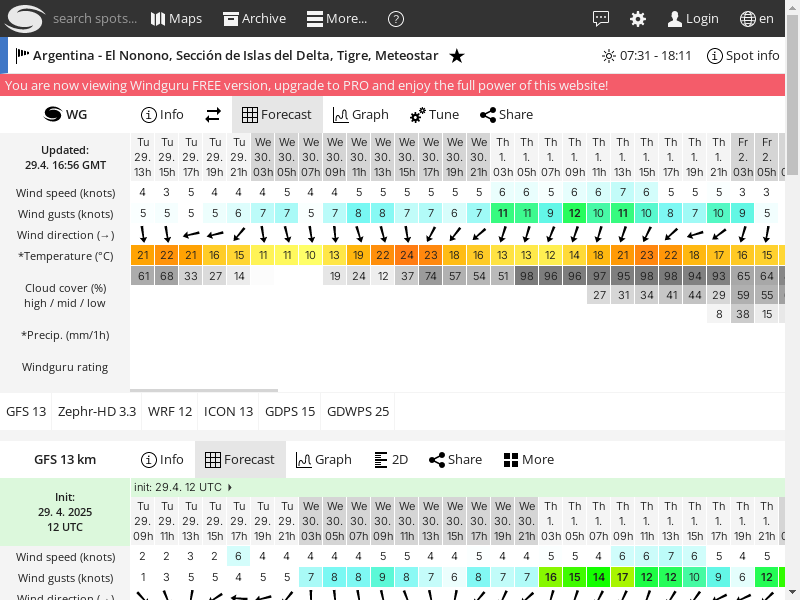 search spots... Maps Archive More... ? Login en
Argentina - El Nonono, Sección de Islas del Delta, Tigre, Meteostar ★ 07:31 - 18:11 Spot info
You are now viewing Windguru FREE version, upgrade to PRO and enjoy the full power of this website!
WG Info Forecast Graph Tune Share
Updated:
29.4. 16:56 GMT
Tu Tu Tu Tu Tu We We We We We We We We We We Th Th Th Th Th Th Th Th Th Th Fr Fr
29. 29. 29. 29. 29. 30. 30. 30. 30. 30. 30. 30. 30. 30. 30. 1. 1. 1. 1. 1. 1. 1. 1. 1. 1. 2. 2.
13h 15h 17h 19h 21h 03h 05h 07h 09h 11h 13h 15h 17h 19h 21h 03h 05h 07h 09h 11h 13h 15h 17h 19h 21h 03h 05h
Wind speed (knots) 4 3 5 4 4 4 5 4 4 5 5 5 5 5 5 6 6 5 6 6 7 6 5 5 5 3 3
Wind gusts (knots) 5 5 5 5 6 7 7 5 7 8 8 7 7 6 7 11 11 9 12 10 11 10 8 7 10 9 5
Wind direction (→)
*Temperature (°C) 21 22 21 16 15 11 11 10 13 19 22 24 23 18 16 13 13 12 14 18 21 23 22 18 17 16 15
Cloud cover (%)
high / mid / low
61 68 33 27 14 19 24 12 37 74 57 54 51 98 96 96 97 95 98 98 94 93 65 64
27 31 34 41 44 29 59 55
8 38 15
*Precip. (mm/1h)
Windguru rating
GFS 13 Zephr-HD 3.3 WRF 12 ICON 13 GDPS 15 GDWPS 25
GFS 13 km Info Forecast Graph 2D Share More
Init:
29. 4. 2025
12 UTC
init: 29.4. 12 UTC
Tu Tu Tu Tu Tu Tu Tu We We We We We We We We We We Th Th Th Th Th Th Th Th Th Th
29. 29. 29. 29. 29. 29. 29. 30. 30. 30. 30. 30. 30. 30. 30. 30. 30. 1. 1. 1. 1. 1. 1. 1. 1. 1. 1.
09h 11h 13h 15h 17h 19h 21h 03h 05h 07h 09h 11h 13h 15h 17h 19h 21h 03h 05h 07h 09h 11h 13h 15h 17h 19h 21h
Wind speed (knots) 2 2 3 2 6 4 4 4 4 4 5 5 4 4 5 4 4 5 5 4 6 6 7 6 5 4 5
Wind gusts (knots) 1 3 5 5 4 5 5 7 8 8 9 8 7 6 8 7 7 16 15 14 17 12 12 10 9 6 12
Wind direction (→)